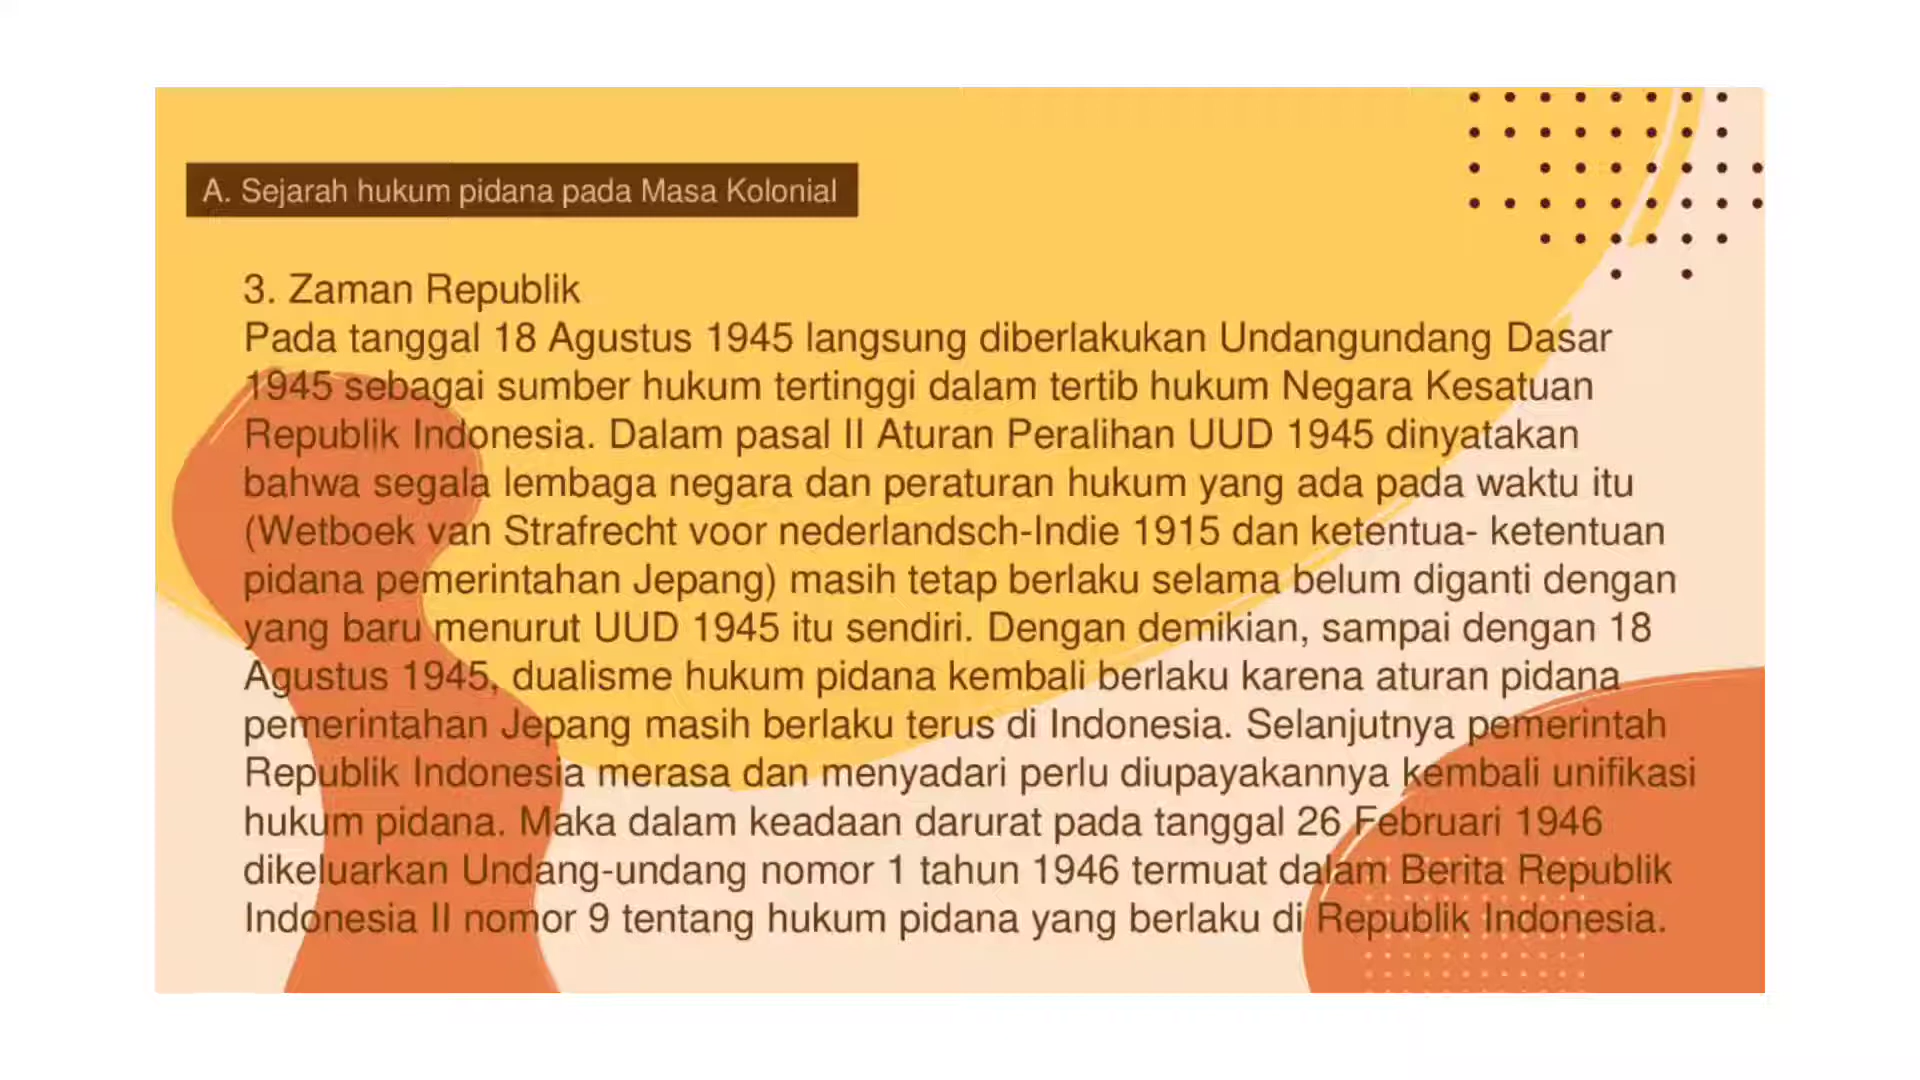 A. Sejarah hukum pidana pada Masa Kolonial
3. Zaman Republik
Pada tanggal 18 Agustus 1945 langsung diberlakukan Undangundang Dasar
1945 sebagai sumber hukum tertinggi dalam tertib hukum Negara Kesatuan
Republik Indonesia. Dalam pasal II Aturan Peralihan UUD 1945 dinyatakan
bahwa segala lembaga negara dan peraturan hukum yang ada pada waktu itu
(Wetboek van Strafrecht voor nederlandsch-Indie 1915 dan ketentua- ketentuan
pidana pemerintahan Jepang) masih tetap berlaku selama belum diganti dengan
yang baru menurut UUD 1945 itu sendiri. Dengan demikian, sampai dengan 18
Agustus 1945, dualisme hukum pidana kembali berlaku karena aturan pidana
pemerintahan Jepang masih berlaku terus di Indonesia. Selanjutnya pemerintah
Republik Indonesia merasa dan menyadari perlu diupayakannya kembali unifikasi
hukum pidana. Maka dalam keadaan darurat pada tanggal 26 Februari 1946
dikeluarkan Undang-undang nomor 1 tahun 1946 termuat dalam Berita Republik
Indonesia II nomor 9 tentang hukum pidana yang berlaku di Republik Indonesia.